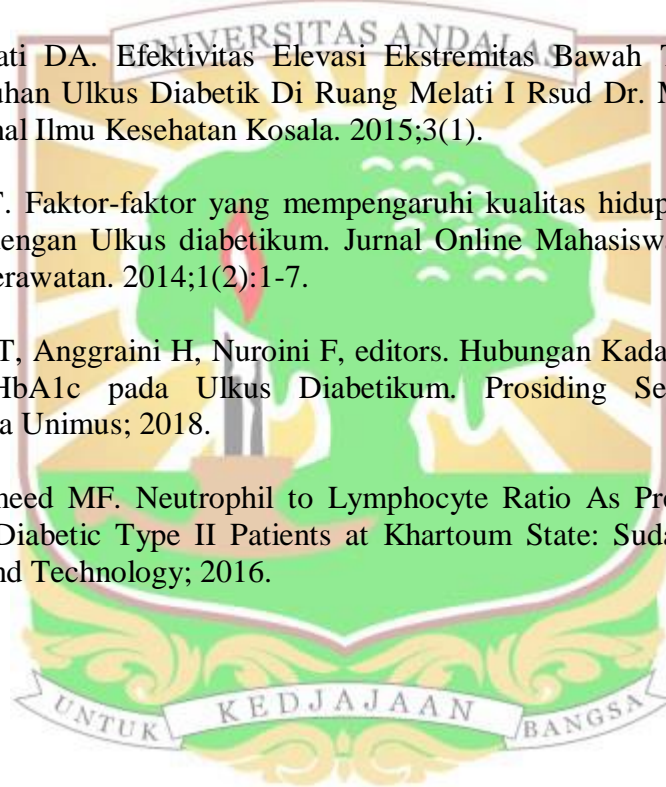 UNIVERSITAS ANDALAS
ati DA. Efektivitas Elevasi Ekstremitas Bawah T
uhan Ulkus Diabetik Di Ruang Melati I Rsud Dr. M
nal Ilmu Kesehatan Kosala. 2015;3(1).
. Faktor-faktor yang mempengaruhi kualitas hidup
dengan Ulkus diabetikum. Jurnal Online Mahasisw
erawatan. 2014;1(2):1-7.
T, Anggraini H, Nuroini F, editors. Hubungan Kada
HbA1c pada Ulkus Diabetikum. Prosiding Se
a Unimus; 2018.
heed MF. Neutrophil to Lymphocyte Ratio As Pre
Diabetic Type II Patients at Khartoum State: Suda
nd Technology; 2016.
UNTUK KEDJAJAAN BANGSA